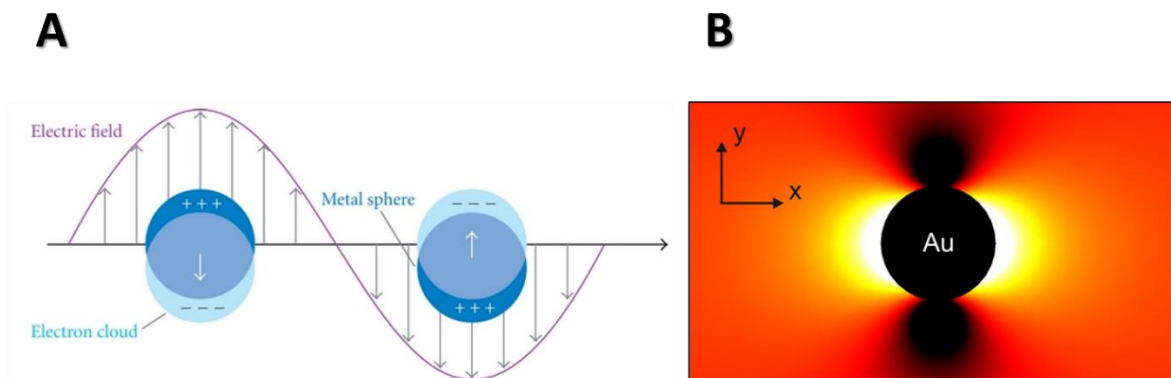 A
B
Electric field
+ + +
Metal sphere
– – –
– – –
+ + +
Electron cloud
y
x
Au